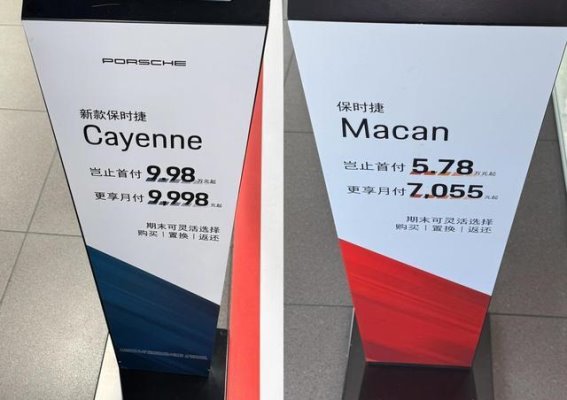 PORSCHE
新款保时捷
Cayenne
岂止首付 9.98 万元起
更享月付 9,998 元起
期末可灵活选择
购买 | 置换 | 返还
保时捷
Macan
岂止首付 5.78 万元起
更享月付 7,055 元起
期末可灵活选择
购买 | 置换 | 返还